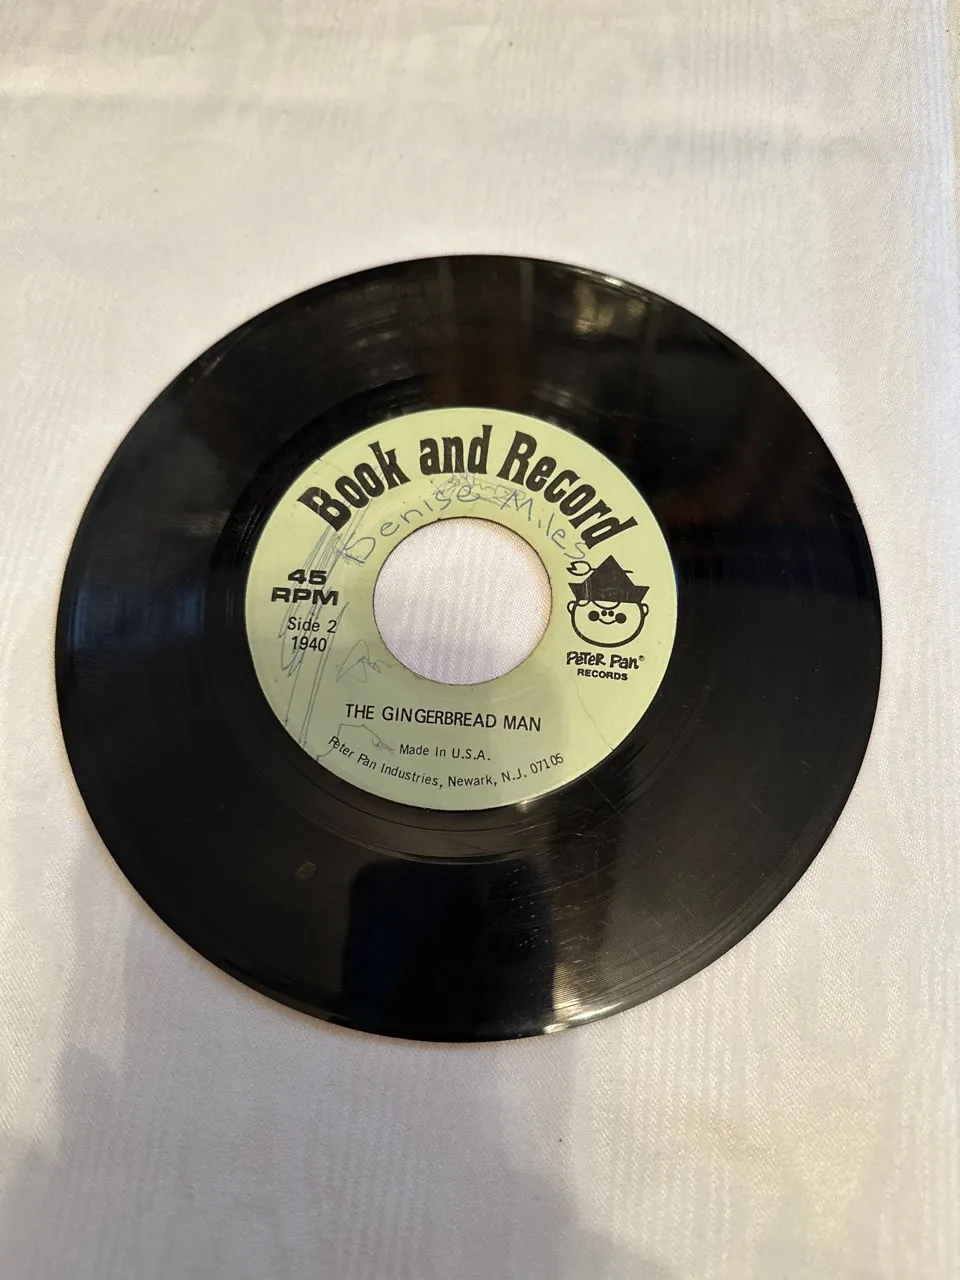 Book and Record
Denise Miles
45
RPM
Side 2
1940
PETER PAN®
RECORDS
THE GINGERBREAD MAN
Made In U.S.A.
Peter Pan Industries, Newark, N.J. 07105